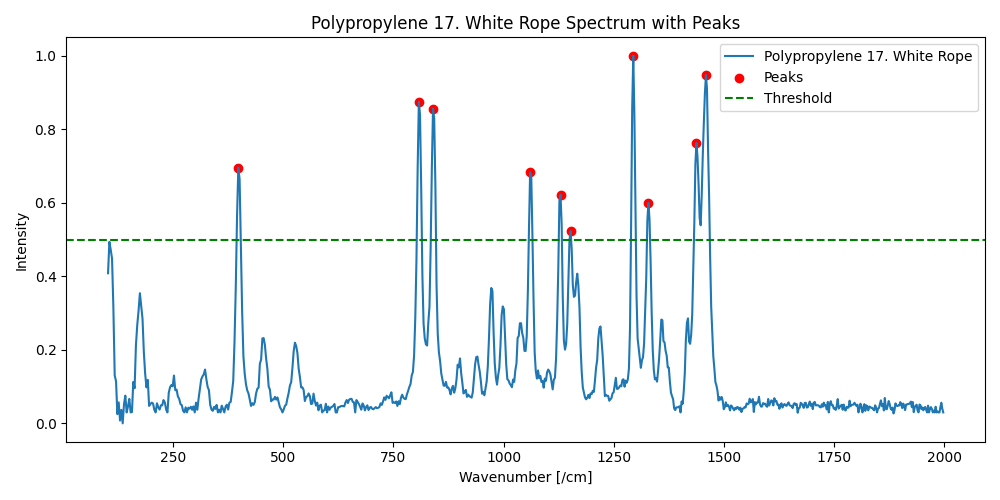 Polypropylene 17. White Rope Spectrum with Peaks
Polypropylene 17. White Rope
Peaks
Threshold
Intensity
1.0
0.8
0.6
0.4
0.2
0.0
250 500 750 1000 1250 1500 1750 2000
Wavenumber [/cm]